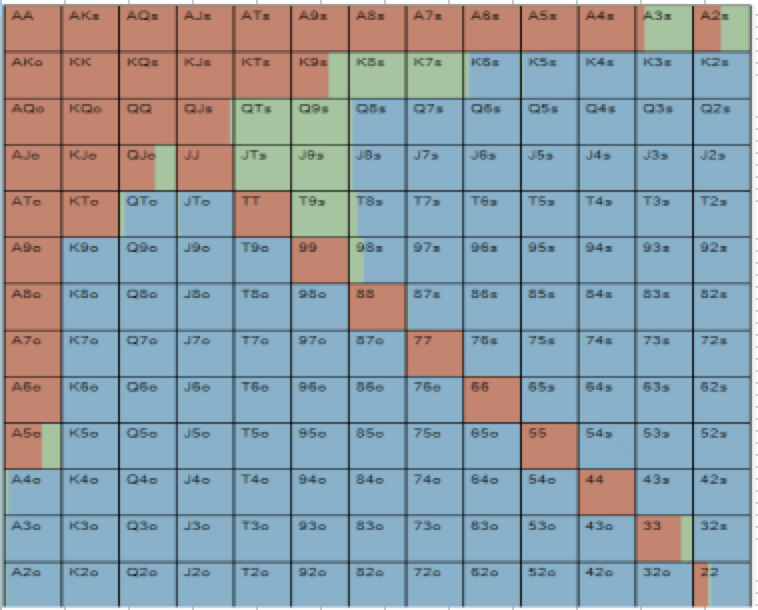 AA AKs AQs AJs ATs A9s A8s A7s A6s A5s A4s A3s A2s
AKo KK KQs KJs KTs K9s K8s K7s K6s K5s K4s K3s K2s
AQo KQo QQ QJs QTs Q9s Q8s Q7s Q6s Q5s Q4s Q3s Q2s
AJo KJo QJo JJ JTs J9s J8s J7s J6s J5s J4s J3s J2s
ATo KTo QTo JTo TT T9s T8s T7s T6s T5s T4s T3s T2s
A9o K9o Q9o J9o T9o 99 98s 97s 96s 95s 94s 93s 92s
A8o K8o Q8o J8o T8o 98o 88 87s 86s 85s 84s 83s 82s
A7o K7o Q7o J7o T7o 97o 87o 77 76s 75s 74s 73s 72s
A6o K6o Q6o J6o T6o 96o 86o 76o 66 65s 64s 63s 62s
A5o K5o Q5o J5o T5o 95o 85o 75o 65o 55 54s 53s 52s
A4o K4o Q4o J4o T4o 94o 84o 74o 64o 54o 44 43s 42s
A3o K3o Q3o J3o T3o 93o 83o 73o 63o 53o 43o 33 32s
A2o K2o Q2o J2o T2o 92o 82o 72o 62o 52o 42o 32o 22